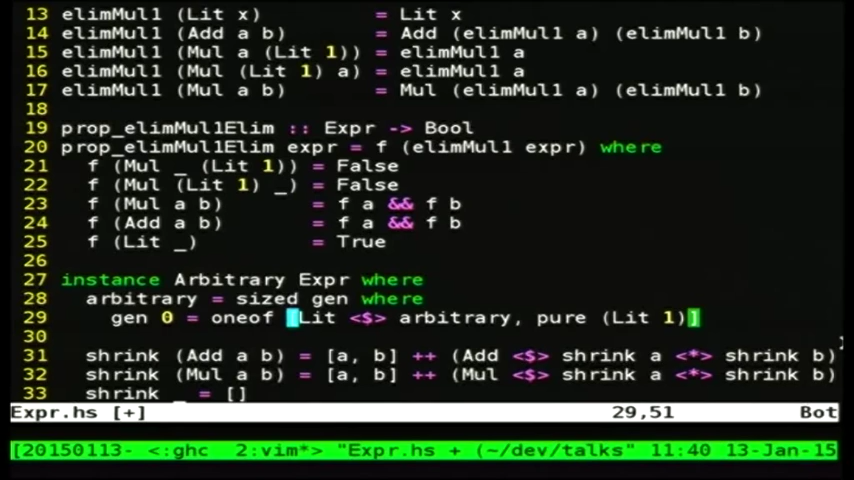 13 elimMul1 (Lit x)           = Lit x
14 elimMul1 (Add a b)         = Add (elimMul1 a) (elimMul1 b)
15 elimMul1 (Mul a (Lit 1)) = elimMul1 a
16 elimMul1 (Mul (Lit 1) a) = elimMul1 a
17 elimMul1 (Mul a b)         = Mul (elimMul1 a) (elimMul1 b)
18
19 prop_elimMul1Elim :: Expr -> Bool
20 prop_elimMul1Elim expr = f (elimMul1 expr) where
21   f (Mul _ (Lit 1)) = False
22   f (Mul (Lit 1) _) = False
23   f (Mul a b)       = f a && f b
24   f (Add a b)       = f a && f b
25   f (Lit _)         = True
26
27 instance Arbitrary Expr where
28   arbitrary = sized gen where
29     gen 0 = oneof [Lit <$> arbitrary, pure (Lit 1)]
30
31   shrink (Add a b) = [a, b] ++ (Add <$> shrink a <*> shrink b)
32   shrink (Mul a b) = [a, b] ++ (Mul <$> shrink a <*> shrink b)
33   shrink _ = []
Expr.hs [+] 29,51 Bot
[20150113- <:ghc  2:vim*> "Expr.hs + (~/dev/talks" 11:40 13-Jan-15